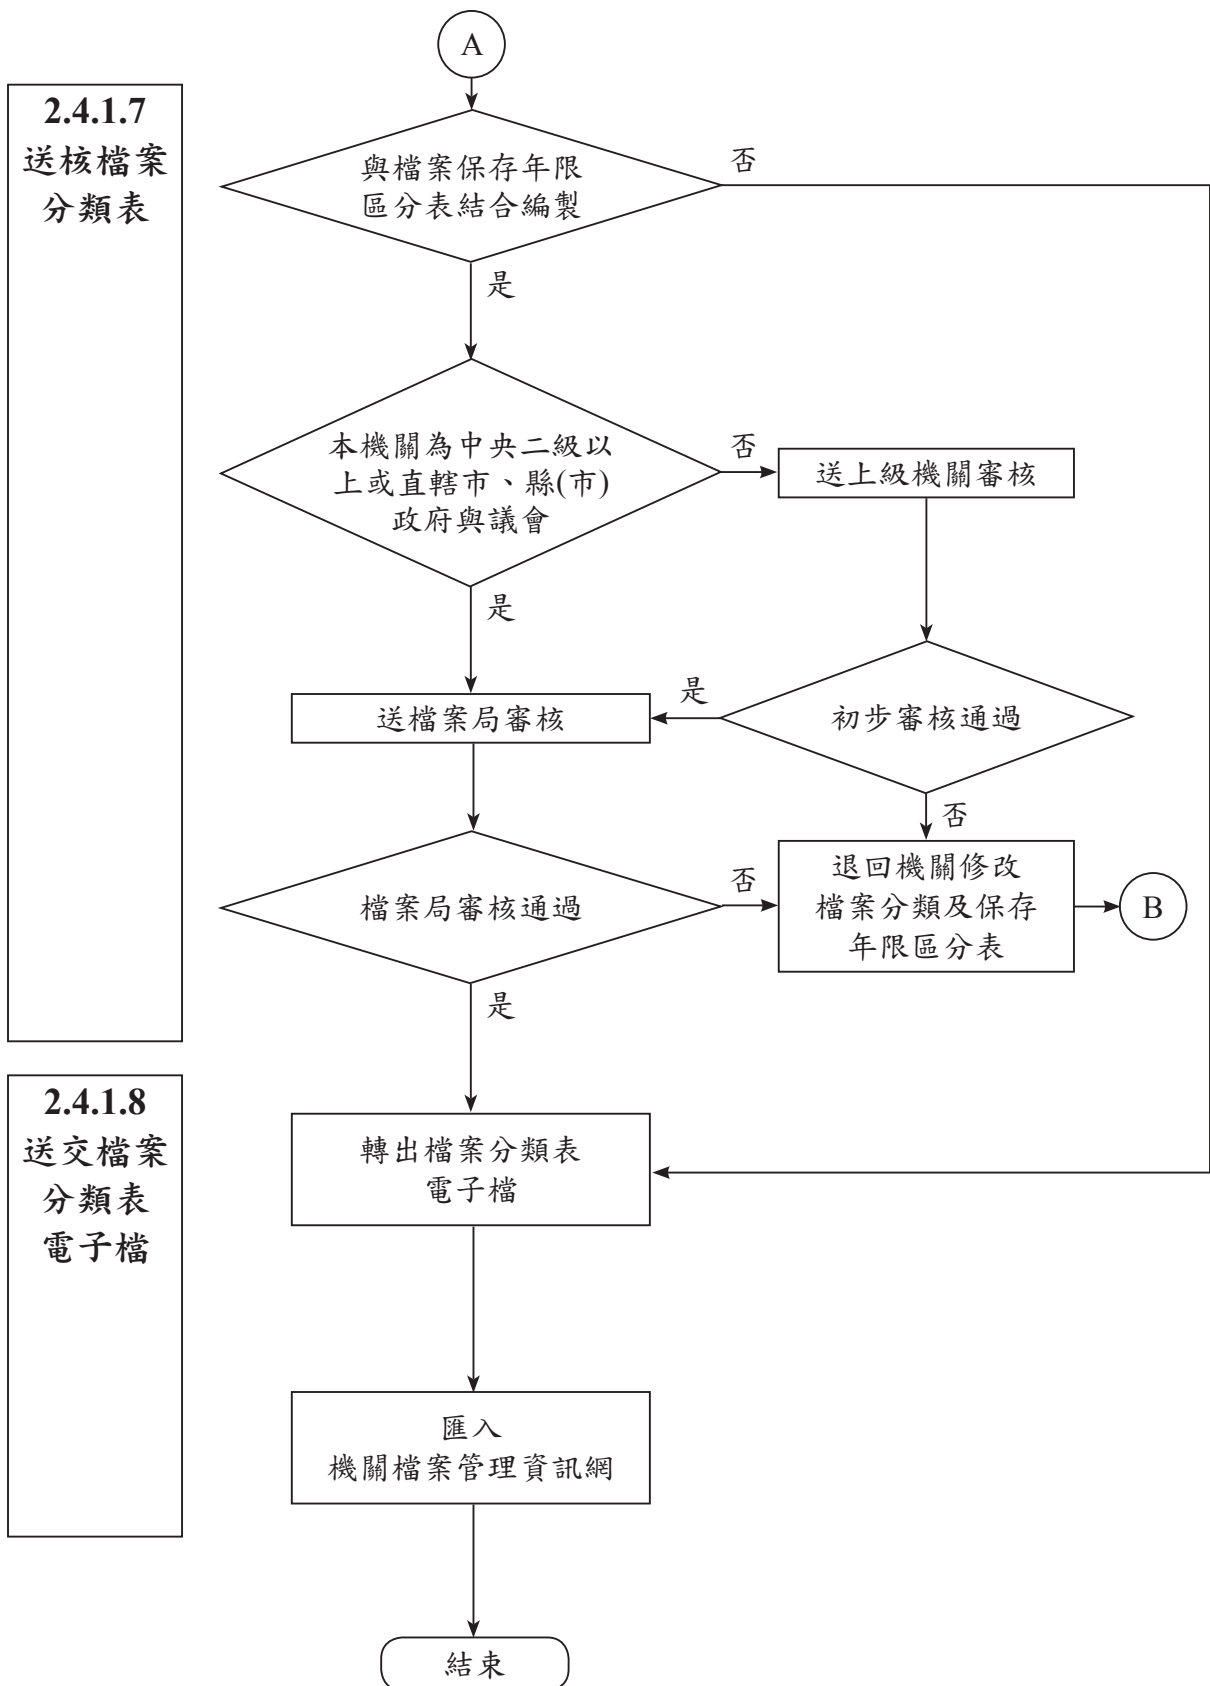 A
2.4.1.7
送核檔案
分類表
與檔案保存年限
區分表結合編製
否
是
本機關為中央二級以
上或直轄市、縣(市)
政府與議會
否
送上級機關審核
是
送檔案局審核
是
初步審核通過
否
檔案局審核通過
否
退回機關修改
檔案分類及保存
年限區分表
B
是
2.4.1.8
送交檔案
分類表
電子檔
轉出檔案分類表
電子檔
匯入
機關檔案管理資訊網
結束